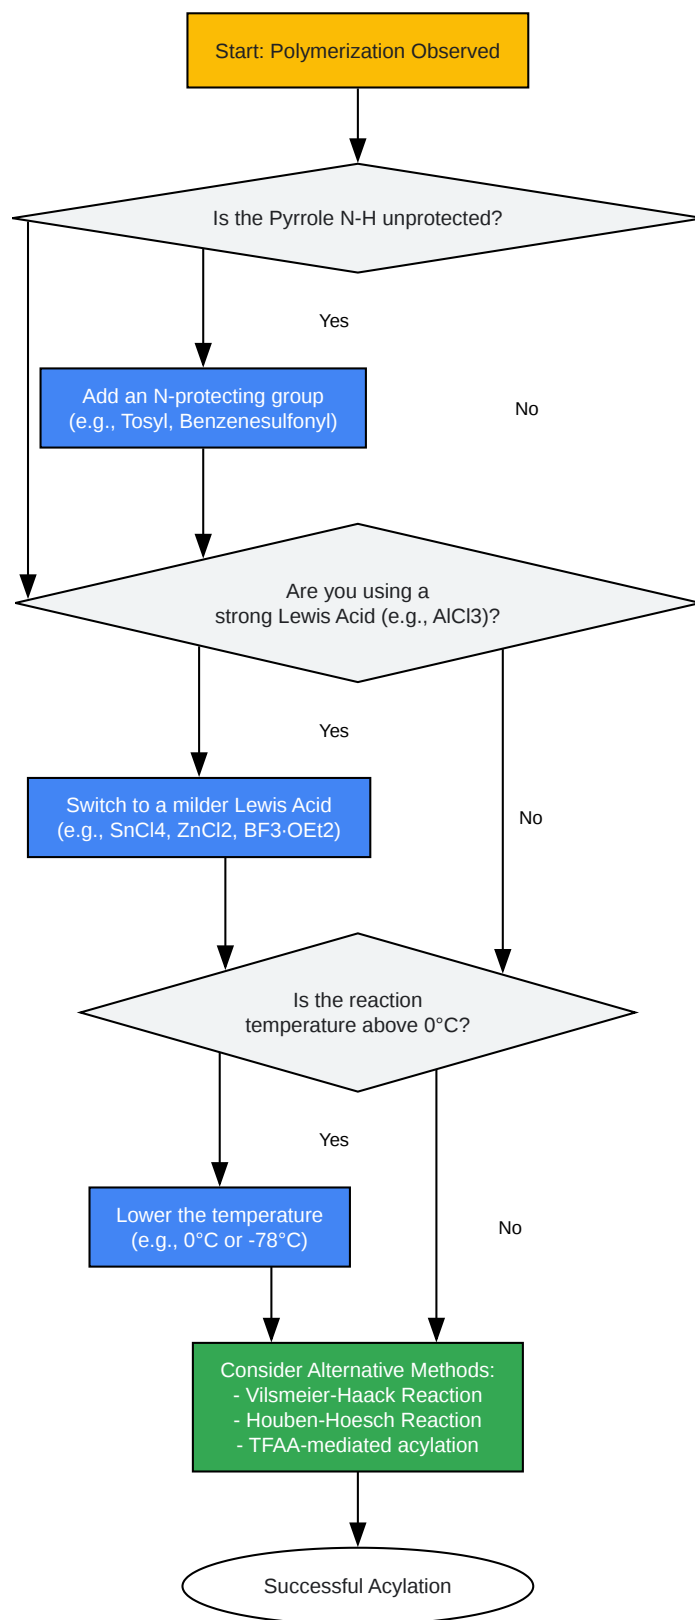 Start: Polymerization Observed
Is the Pyrrole N-H unprotected?
Yes
Add an N-protecting group
(e.g., Tosyl, Benzenesulfonyl)
No
Are you using a
strong Lewis Acid (e.g., AlCl3)?
Yes
Switch to a milder Lewis Acid
(e.g., SnCl4, ZnCl2, BF3·OEt2)
No
Is the reaction
temperature above 0°C?
Yes
Lower the temperature
(e.g., 0°C or -78°C)
No
Consider Alternative Methods:
- Vilsmeier-Haack Reaction
- Houben-Hoesch Reaction
- TFAA-mediated acylation
Successful Acylation